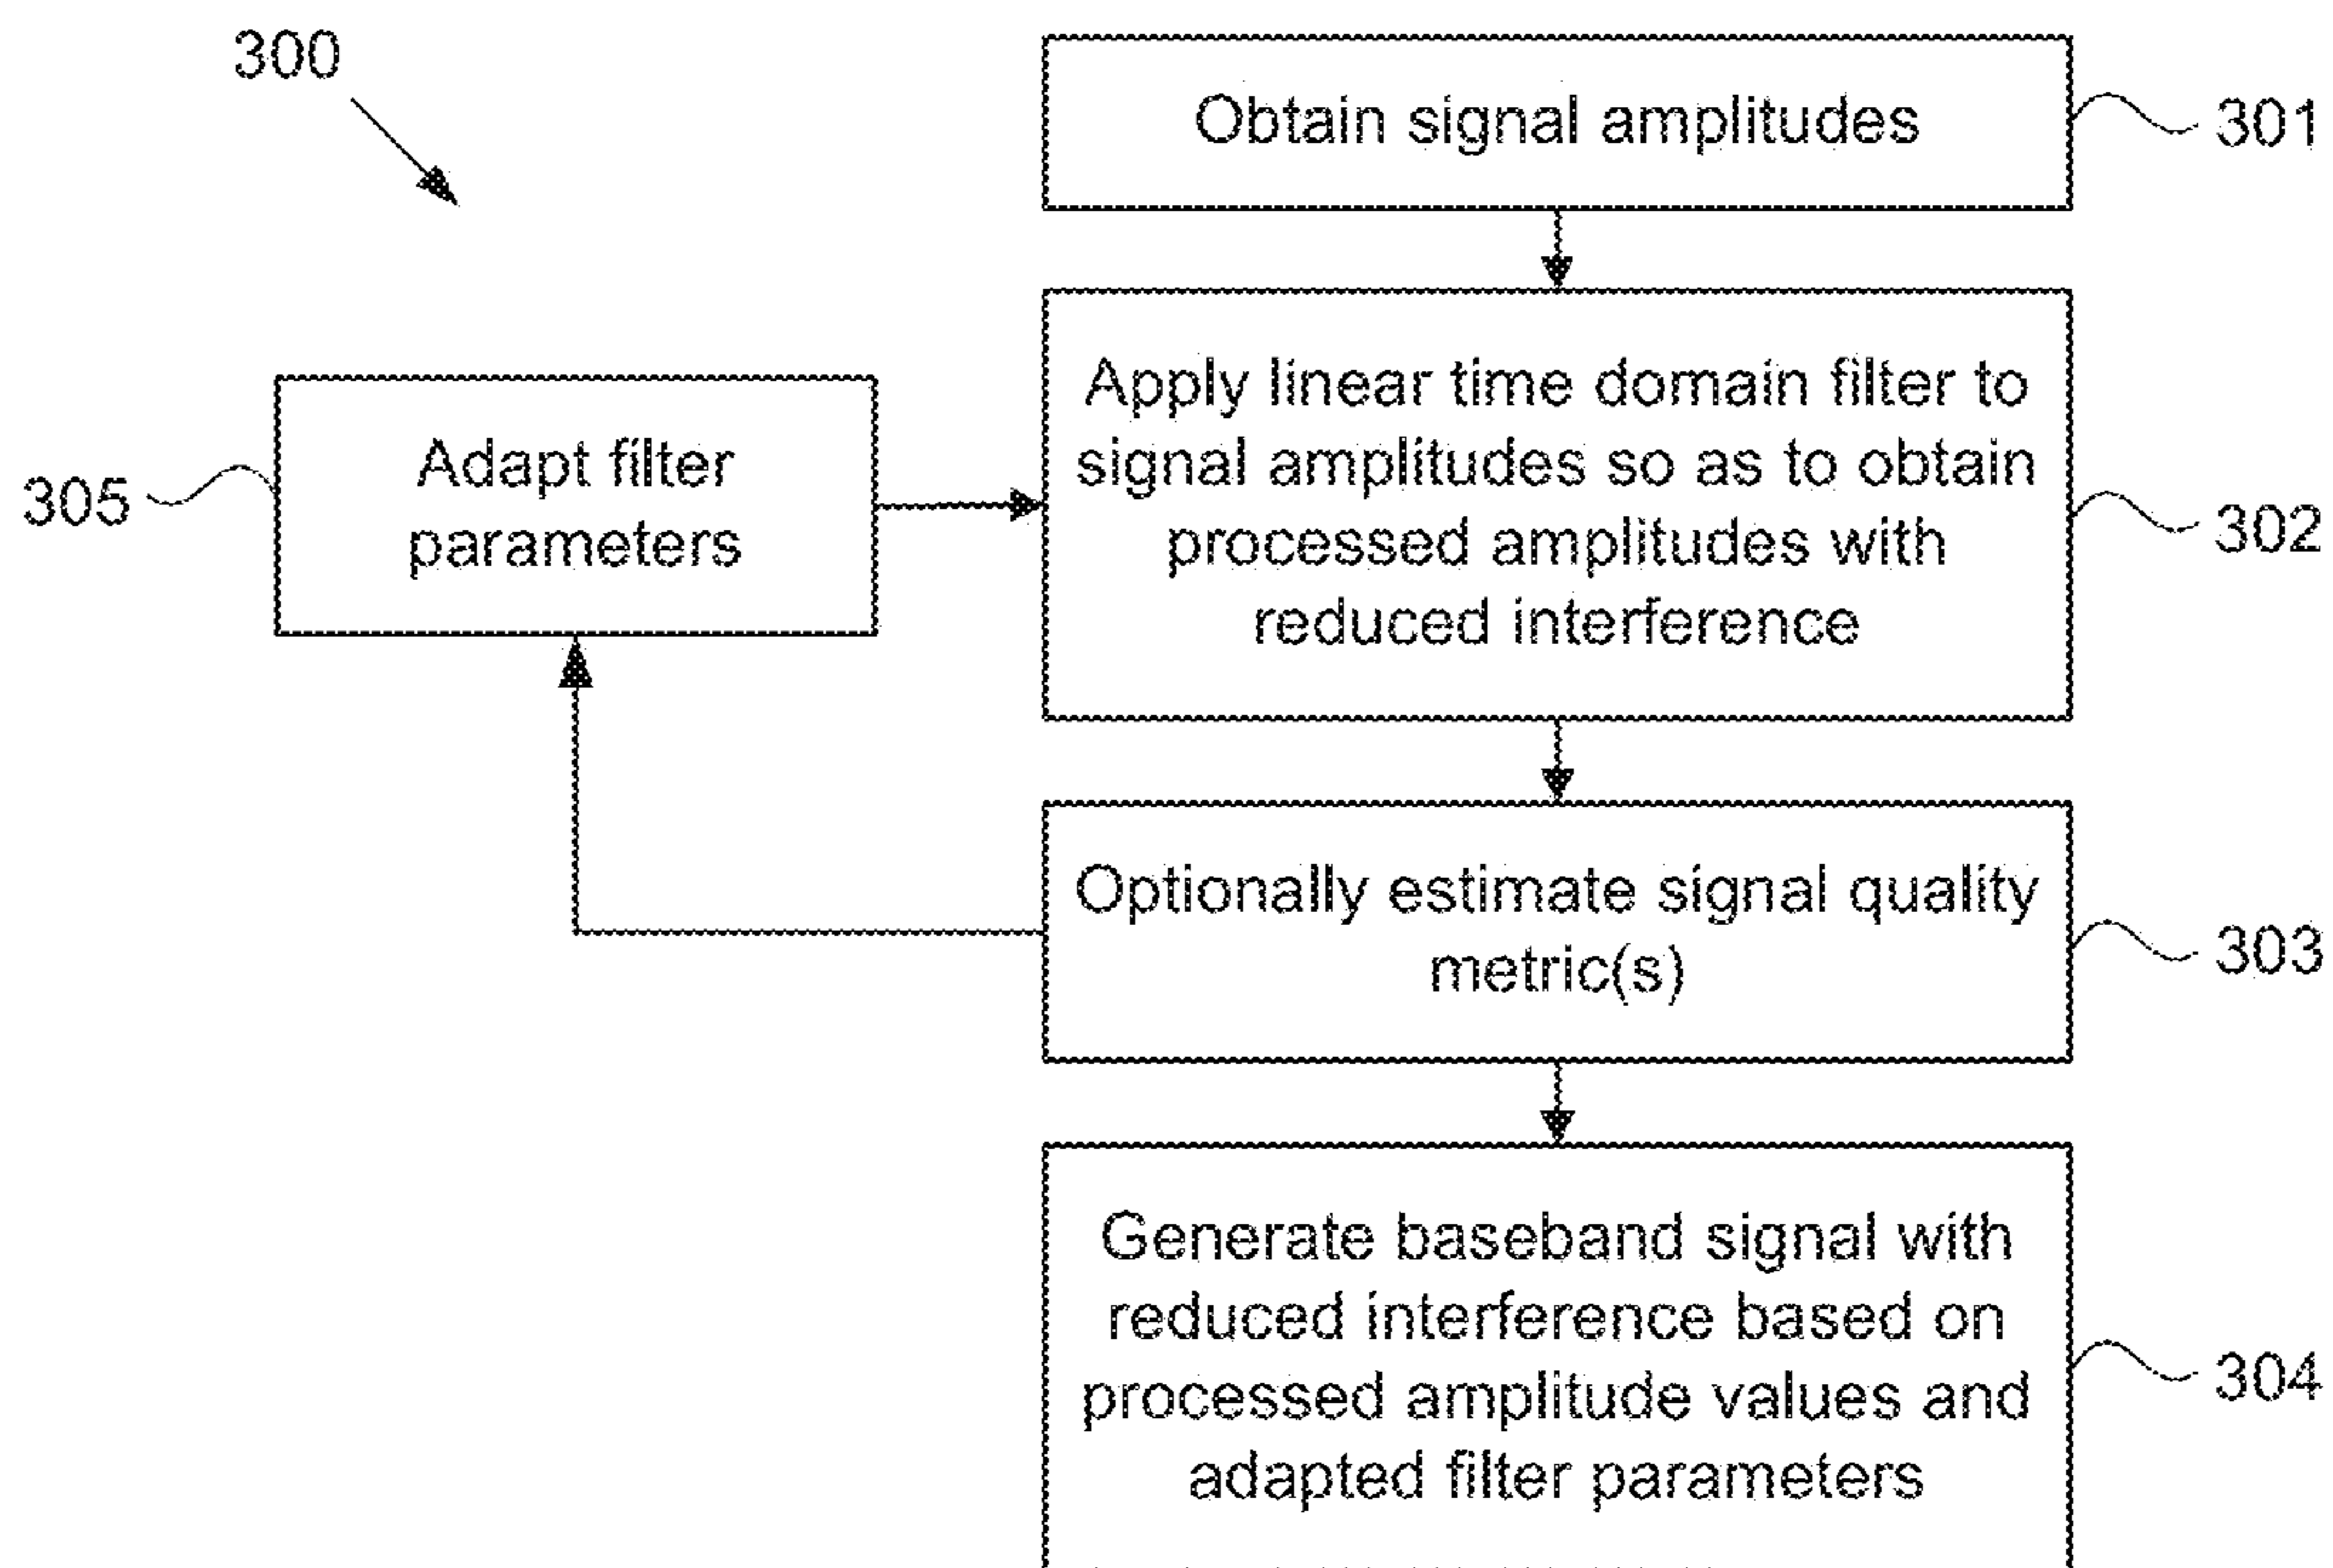 300
Obtain signal amplitudes
301
Apply linear time domain filter to
signal amplitudes so as to obtain
processed amplitudes with
reduced interference
302
Adapt filter
parameters
305
Optionally estimate signal quality
metric(s)
303
Generate baseband signal with
reduced interference based on
processed amplitude values and
adapted filter parameters
304